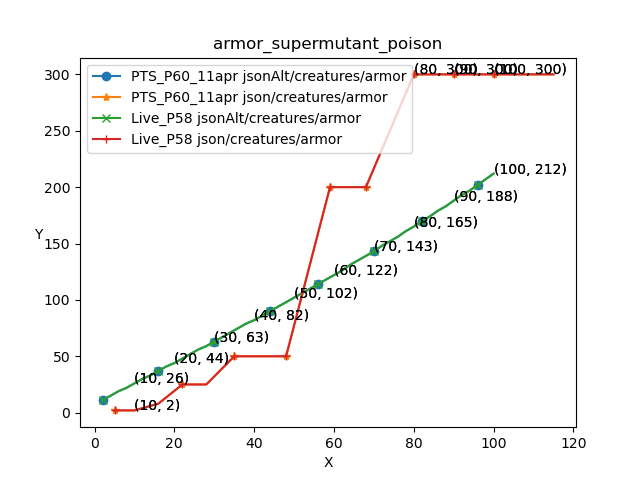 armor_supermutant_poison
PTS_P60_11apr jsonAlt/creatures/armor
PTS_P60_11apr json/creatures/armor
Live_P58 jsonAlt/creatures/armor
Live_P58 json/creatures/armor
(80, 300)
(90, 300)
(100, 300)
(100, 212)
(90, 188)
(80, 165)
(70, 143)
(60, 122)
(50, 102)
(40, 82)
(30, 63)
(20, 44)
(10, 26)
(10, 2)
Y
300
250
200
150
100
50
0
0 20 40 60 80 100 120
X